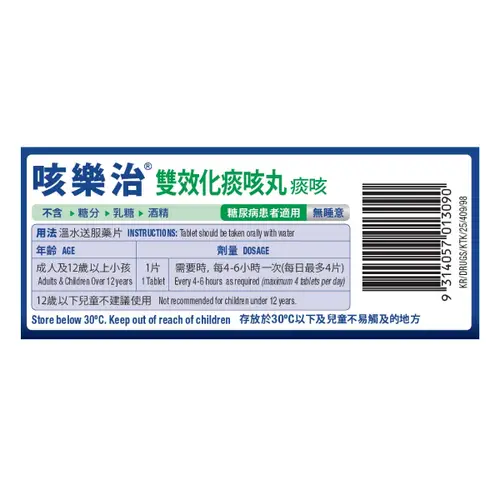 咳樂治® 雙效化痰咳丸 痰咳
不含 ▸糖分 ▸乳糖 ▸酒精 糖尿病患者適用 無睡意
用法 溫水送服藥片 INSTRUCTIONS: Tablet should be taken orally with water
年齡 AGE 劑量 DOSAGE
成人及12歲以上小孩 1片 需要時, 每4-6小時一次(每日最多4片)
Adults & Children Over 12 years 1 Tablet Every 4-6 hours as required (maximum 4 tablets per day)
12歲以下兒童不建議使用 Not recommended for children under 12 years.
Store below 30ºC. Keep out of reach of children 存放於30ºC以下及兒童不易觸及的地方
9 314057 013090
KR/DRUGS/KTK/25/409/98